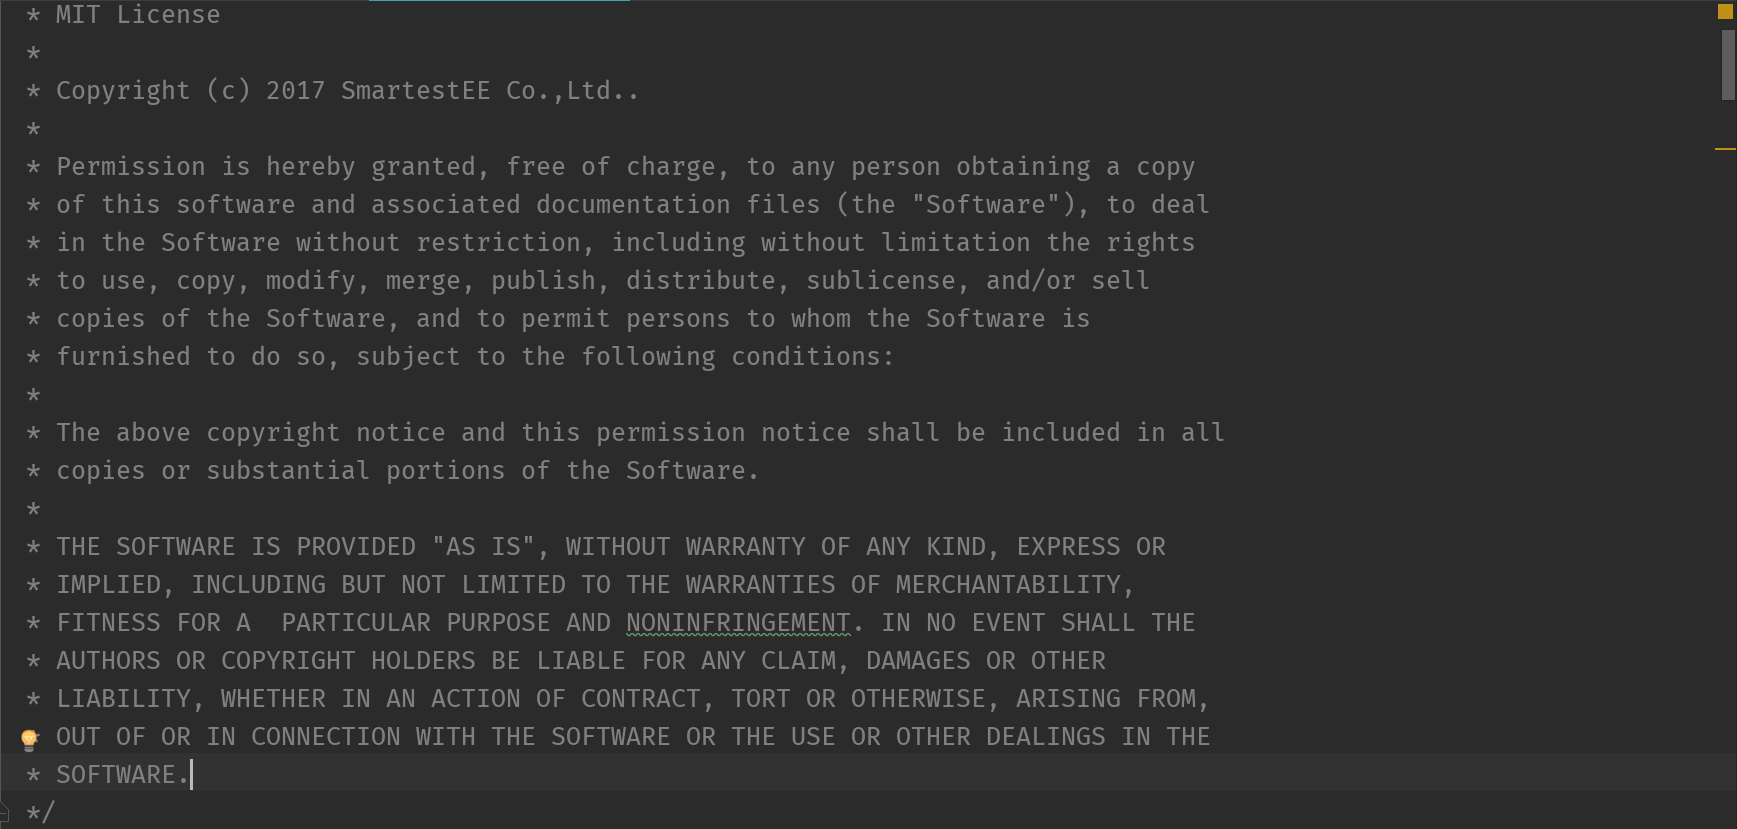 * MIT License
*
* Copyright (c) 2017 SmartestEE Co.,Ltd..
*
* Permission is hereby granted, free of charge, to any person obtaining a copy
* of this software and associated documentation files (the "Software"), to deal
* in the Software without restriction, including without limitation the rights
* to use, copy, modify, merge, publish, distribute, sublicense, and/or sell
* copies of the Software, and to permit persons to whom the Software is
* furnished to do so, subject to the following conditions:
*
* The above copyright notice and this permission notice shall be included in all
* copies or substantial portions of the Software.
*
* THE SOFTWARE IS PROVIDED "AS IS", WITHOUT WARRANTY OF ANY KIND, EXPRESS OR
* IMPLIED, INCLUDING BUT NOT LIMITED TO THE WARRANTIES OF MERCHANTABILITY,
* FITNESS FOR A  PARTICULAR PURPOSE AND NONINFRINGEMENT. IN NO EVENT SHALL THE
* AUTHORS OR COPYRIGHT HOLDERS BE LIABLE FOR ANY CLAIM, DAMAGES OR OTHER
* LIABILITY, WHETHER IN AN ACTION OF CONTRACT, TORT OR OTHERWISE, ARISING FROM,
* OUT OF OR IN CONNECTION WITH THE SOFTWARE OR THE USE OR OTHER DEALINGS IN THE
* SOFTWARE.
*/